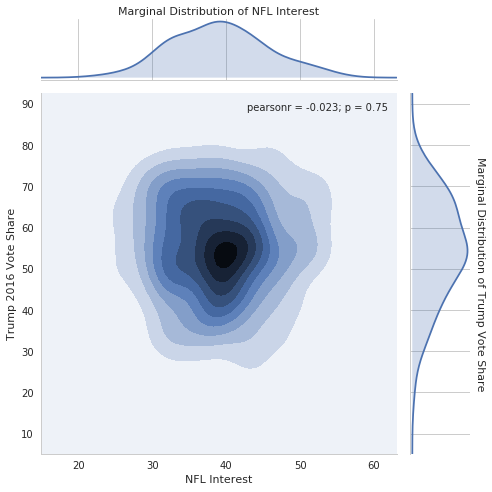 Marginal Distribution of NFL Interest
pearsonr = -0.023; p = 0.75
90
80
70
60
50
40
30
20
10
Trump 2016 Vote Share
20 30 40 50 60
NFL Interest
Marginal Distribution of Trump Vote Share